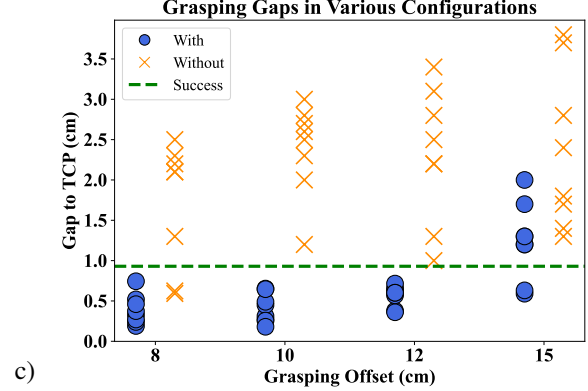 Grasping Gaps in Various Configurations
With
Without
Success
Gap to TCP (cm)
3.5
3.0
2.5
2.0
1.5
1.0
0.5
0.0
8
10
12
15
Grasping Offset (cm)
c)